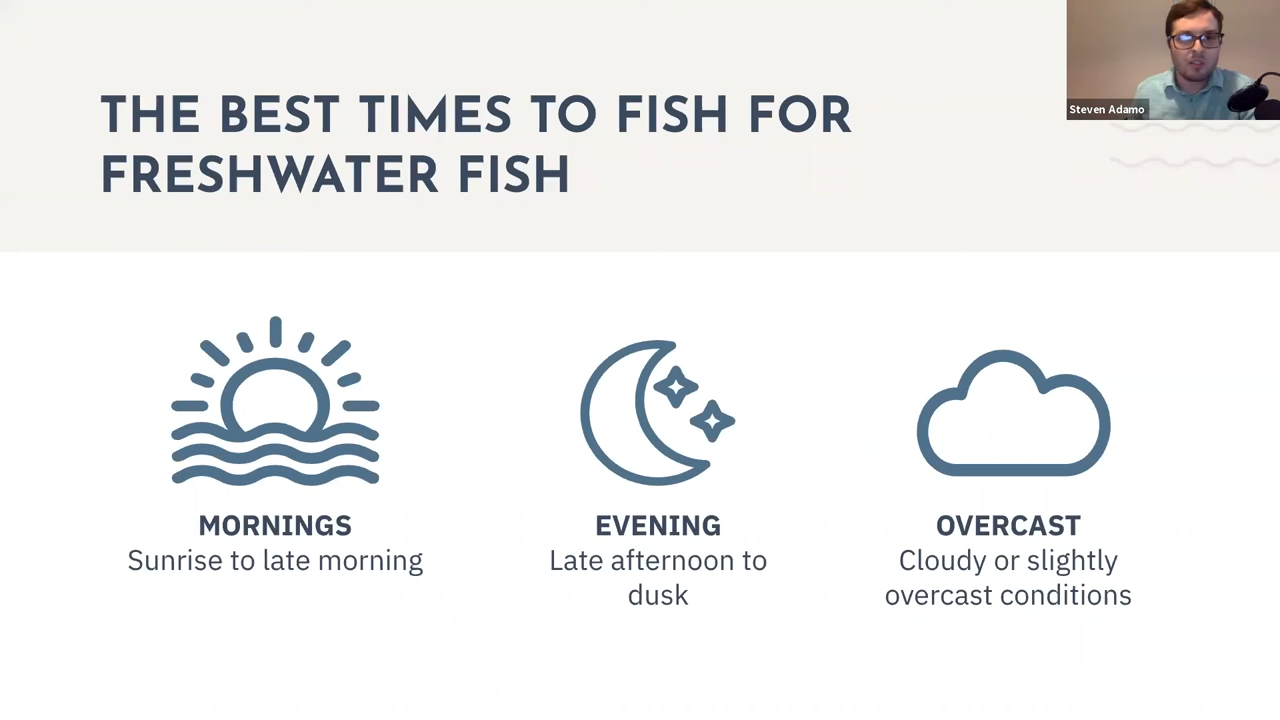 THE BEST TIMES TO FISH FOR
FRESHWATER FISH
Steven Adamo
MORNINGS
Sunrise to late morning
EVENING
Late afternoon to
dusk
OVERCAST
Cloudy or slightly
overcast conditions